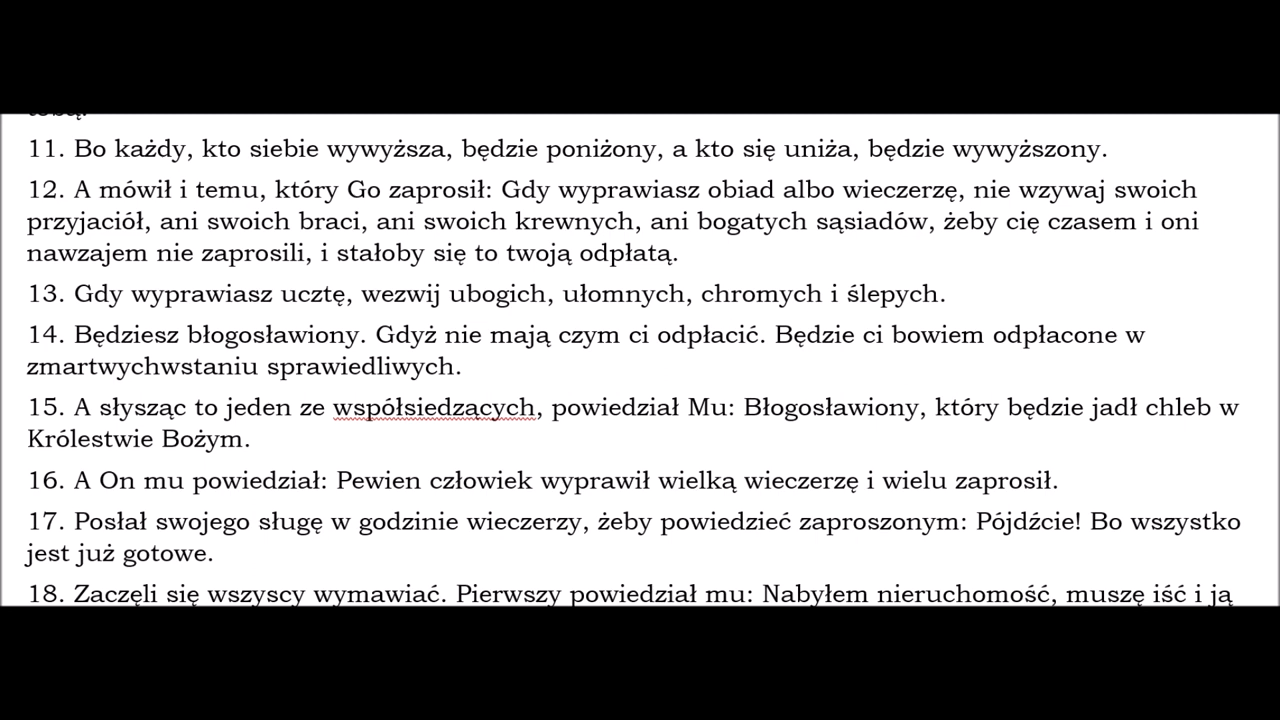 tobą.
11. Bo każdy, kto siebie wywyższa, będzie poniżony, a kto się uniża, będzie wywyższony.
12. A mówił i temu, który Go zaprosił: Gdy wyprawiasz obiad albo wieczerzę, nie wzywaj swoich
przyjaciół, ani swoich braci, ani swoich krewnych, ani bogatych sąsiadów, żeby cię czasem i oni
nawzajem nie zaprosili, i stałoby się to twoją odpłatą.
13. Gdy wyprawiasz ucztę, wezwij ubogich, ułomnych, chromych i ślepych.
14. Będziesz błogosławiony. Gdyż nie mają czym ci odpłacić. Będzie ci bowiem odpłacone w
zmartwychwstaniu sprawiedliwych.
15. A słysząc to jeden ze współsiedzących, powiedział Mu: Błogosławiony, który będzie jadł chleb w
Królestwie Bożym.
16. A On mu powiedział: Pewien człowiek wyprawił wielką wieczerzę i wielu zaprosił.
17. Posłał swojego sługę w godzinie wieczerzy, żeby powiedzieć zaproszonym: Pójdźcie! Bo wszystko
jest już gotowe.
18. Zaczęli się wszyscy wymawiać. Pierwszy powiedział mu: Nabyłem nieruchomość, muszę iść i ją